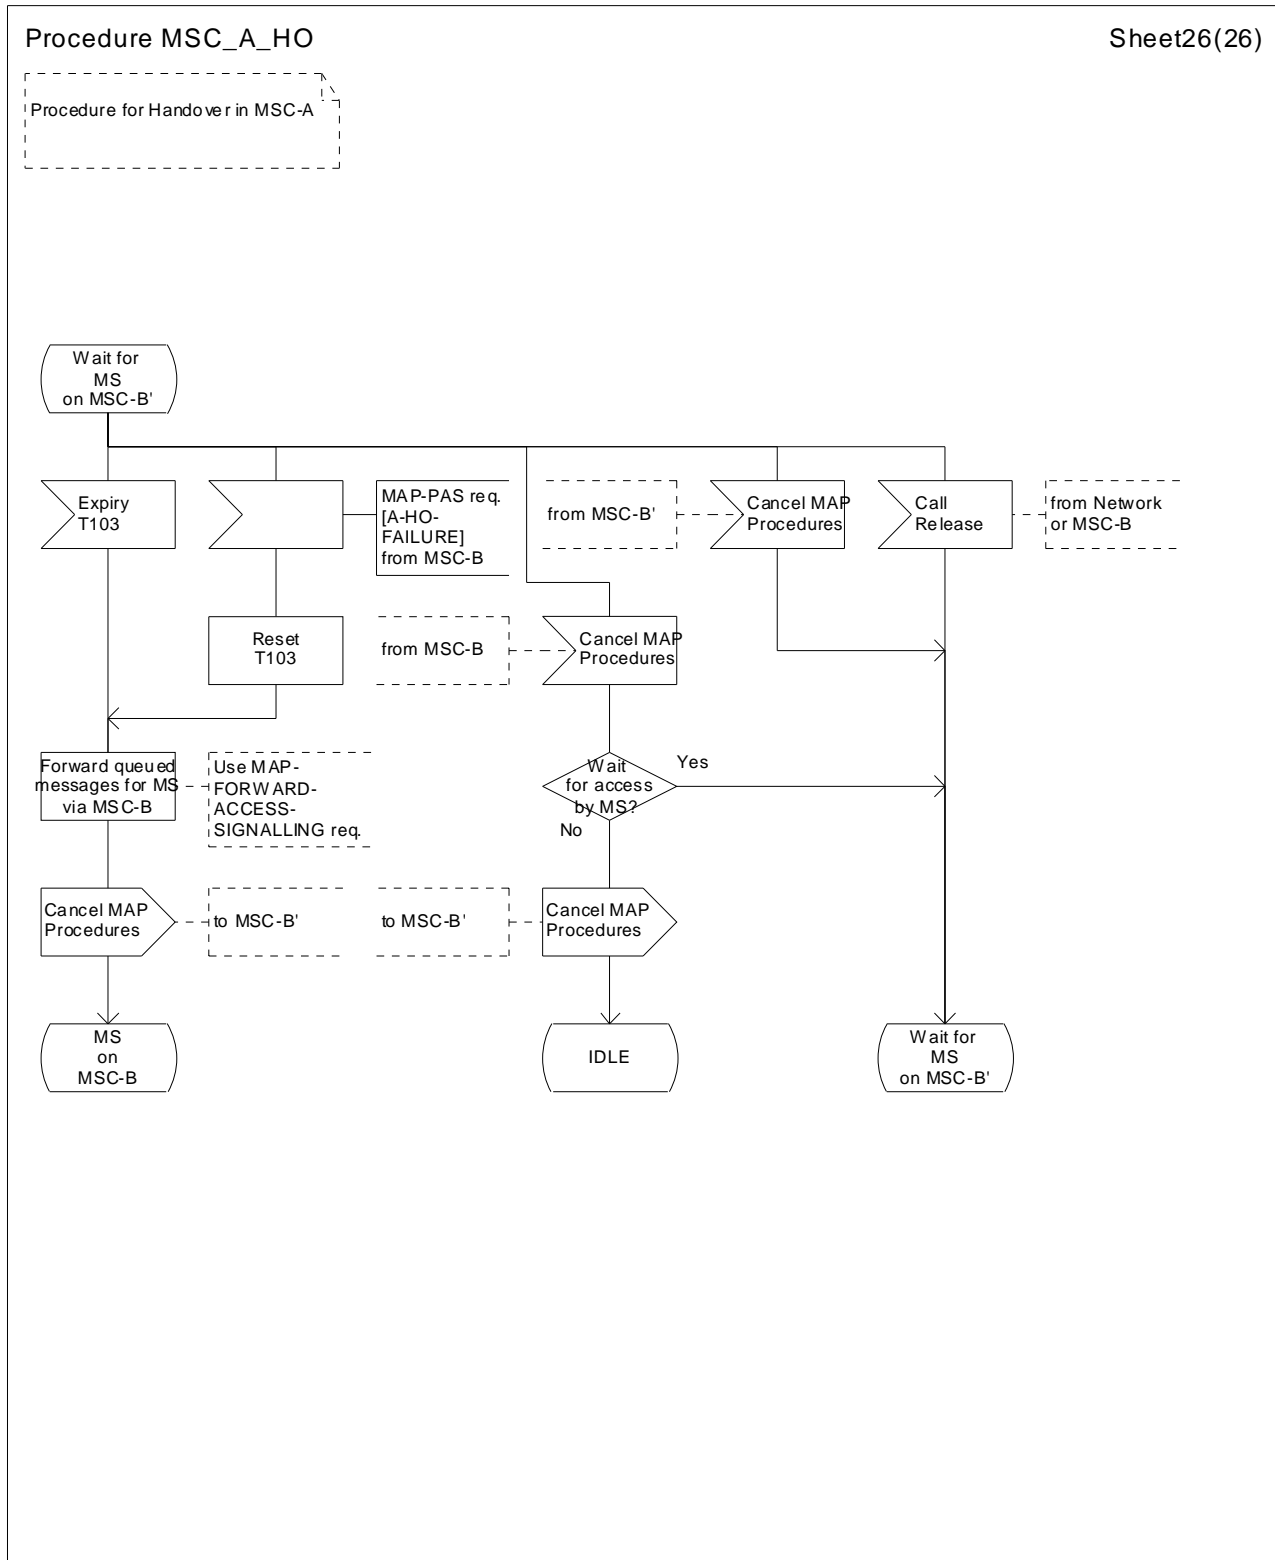 Procedure MSC_A_HO
Sheet26(26)
Procedure for Handover in MSC-A
Wait for
MS
on MSC-B'
Expiry
T103
MAP-PAS req.
[A-HO-
FAILURE]
from MSC-B
from MSC-B'
Cancel MAP
Procedures
Call
Release
from Network
or MSC-B
Reset
T103
from MSC-B
Cancel MAP
Procedures
Forward queued
messages for MS
via MSC-B
Use MAP-
FORWARD-
ACCESS-
SIGNALLING req.
Wait
for access
by MS?
Yes
No
Cancel MAP
Procedures
to MSC-B'
to MSC-B'
Cancel MAP
Procedures
MS
on
MSC-B
IDLE
Wait for
MS
on MSC-B'